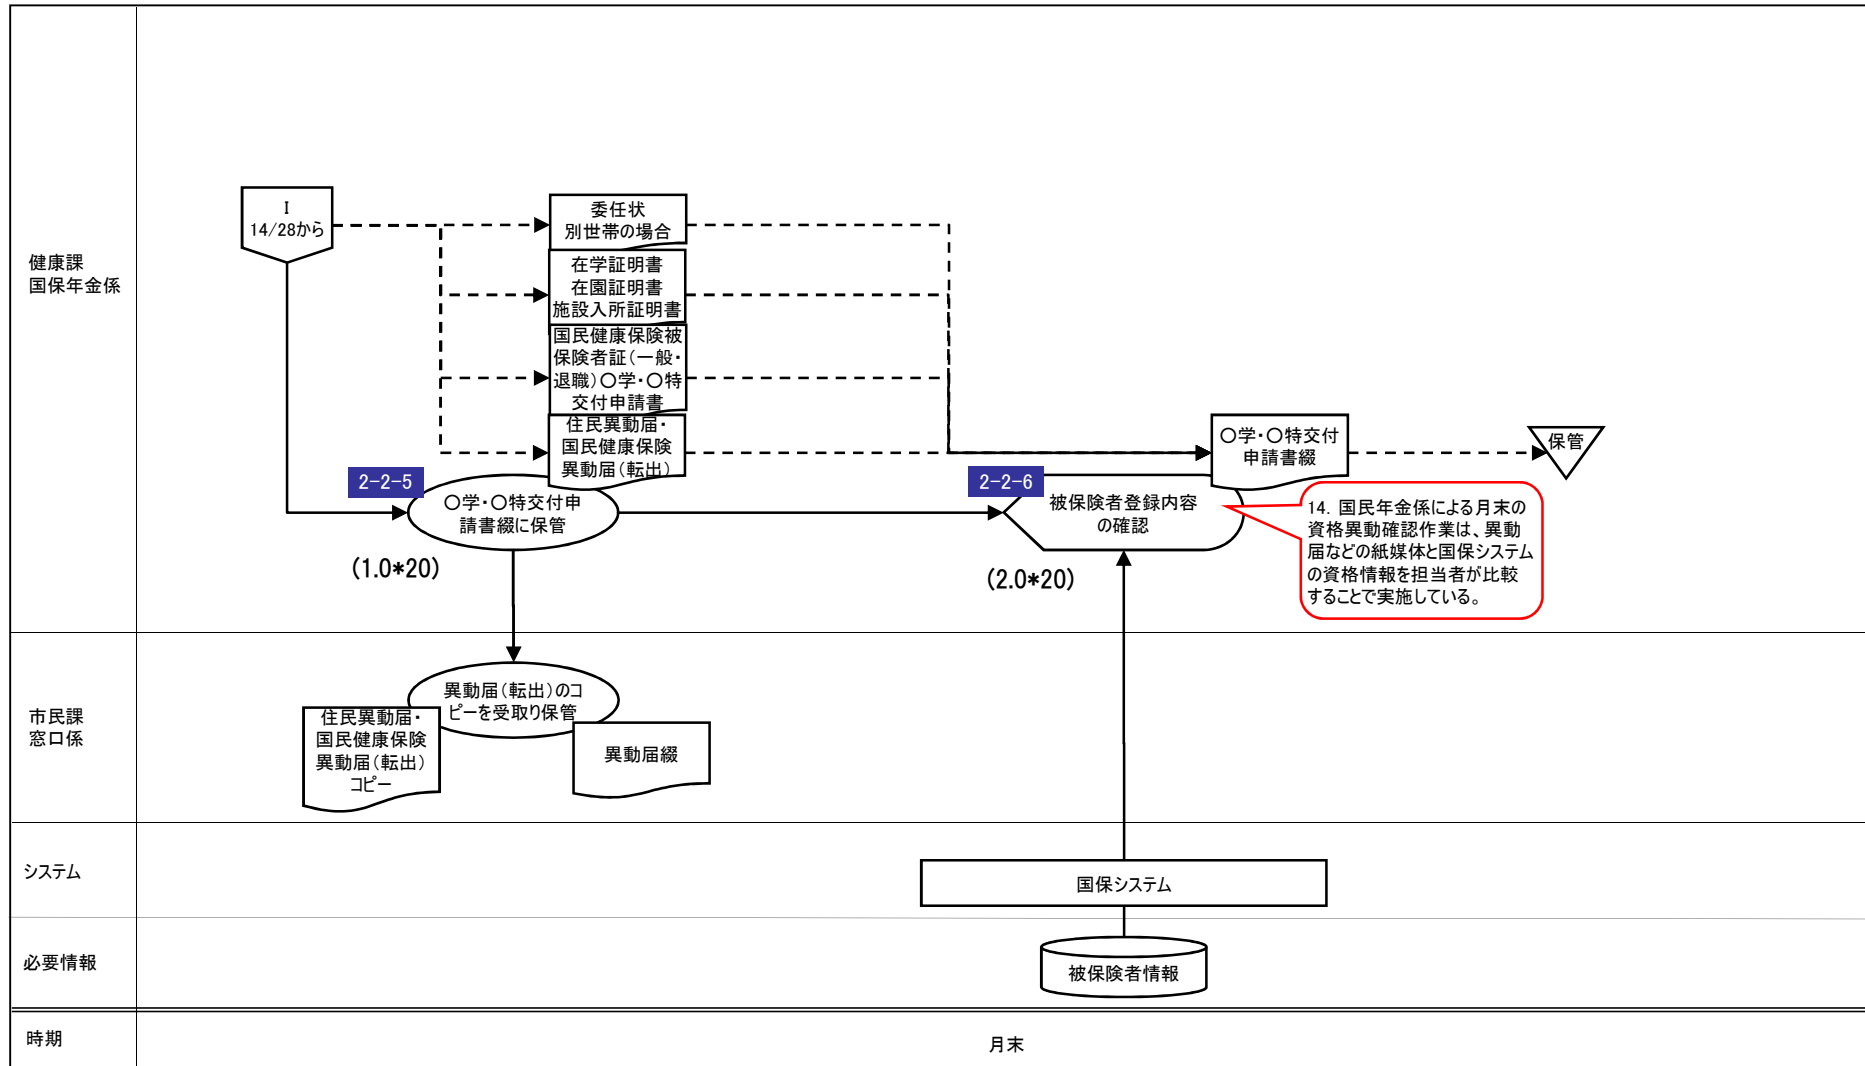 健康課
国保年金係
I
14/28から
委任状
別世帯の場合
在学証明書
在園証明書
施設入所証明書
国民健康保険被
保険者証(一般・
退職)〇学・〇特
交付申請書
住民異動届・
国民健康保険
異動届(転出)
2-2-5
〇学・〇特交付申
請書綴に保管
(1.0*20)
2-2-6
被保険者登録内容
の確認
(2.0*20)
〇学・〇特交付
申請書綴
保管
14. 国民年金係による月末の
資格異動確認作業は、異動
届などの紙媒体と国保システム
の資格情報を担当者が比較
することで実施している。
市民課
窓口係
異動届(転出)のコ
ピーを受取り保管
住民異動届・
国民健康保険
異動届(転出)
コピー
異動届綴
システム
国保システム
必要情報
被保険者情報
時期
月末